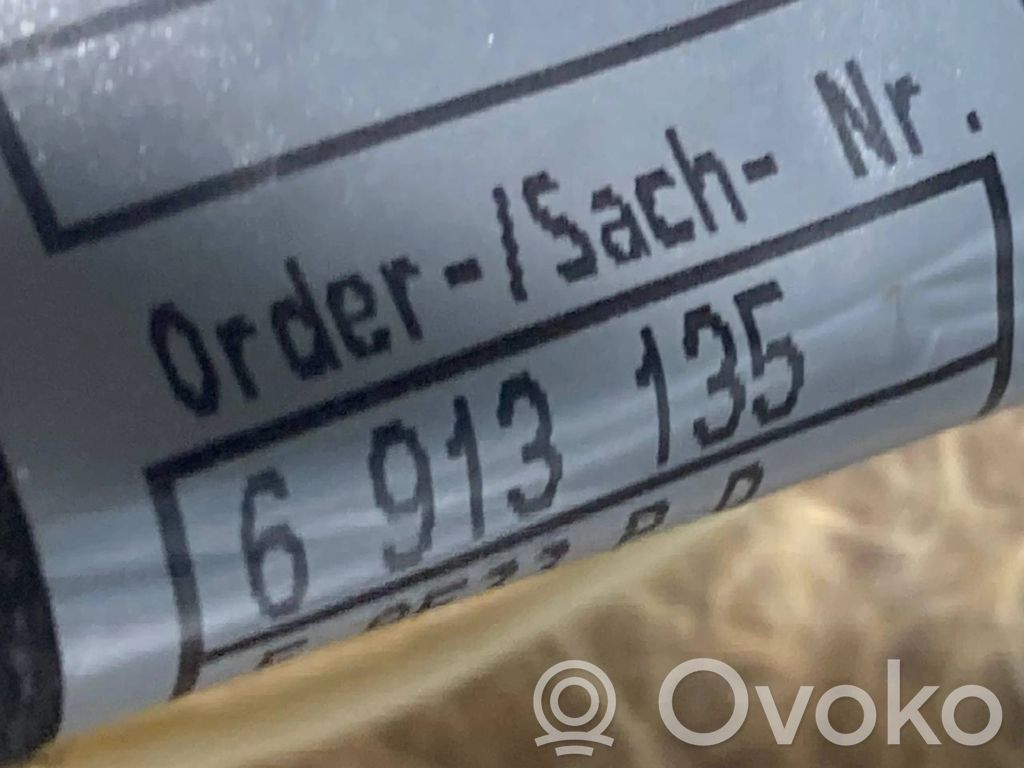 Order-/Sach- Nr.
6 913 135
Ovoko